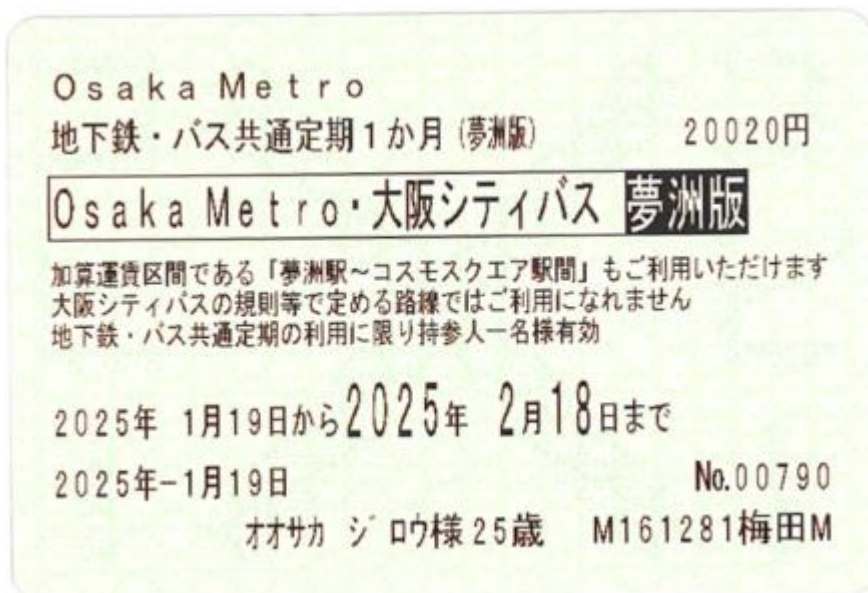 Osaka Metro
地下鉄・バス共通定期1か月(夢洲版) 20020円
Osaka Metro・大阪シティバス 夢洲版
加算運賃区間である「夢洲駅～コスモスクエア駅間」もご利用いただけます
大阪シティバスの規則等で定める路線ではご利用になれません
地下鉄・バス共通定期の利用に限り持参人一名様有効
2025年 1月19日から2025年 2月18日まで
2025年-1月19日 No.00790
オオサカ ジロウ様25歳 M161281梅田M